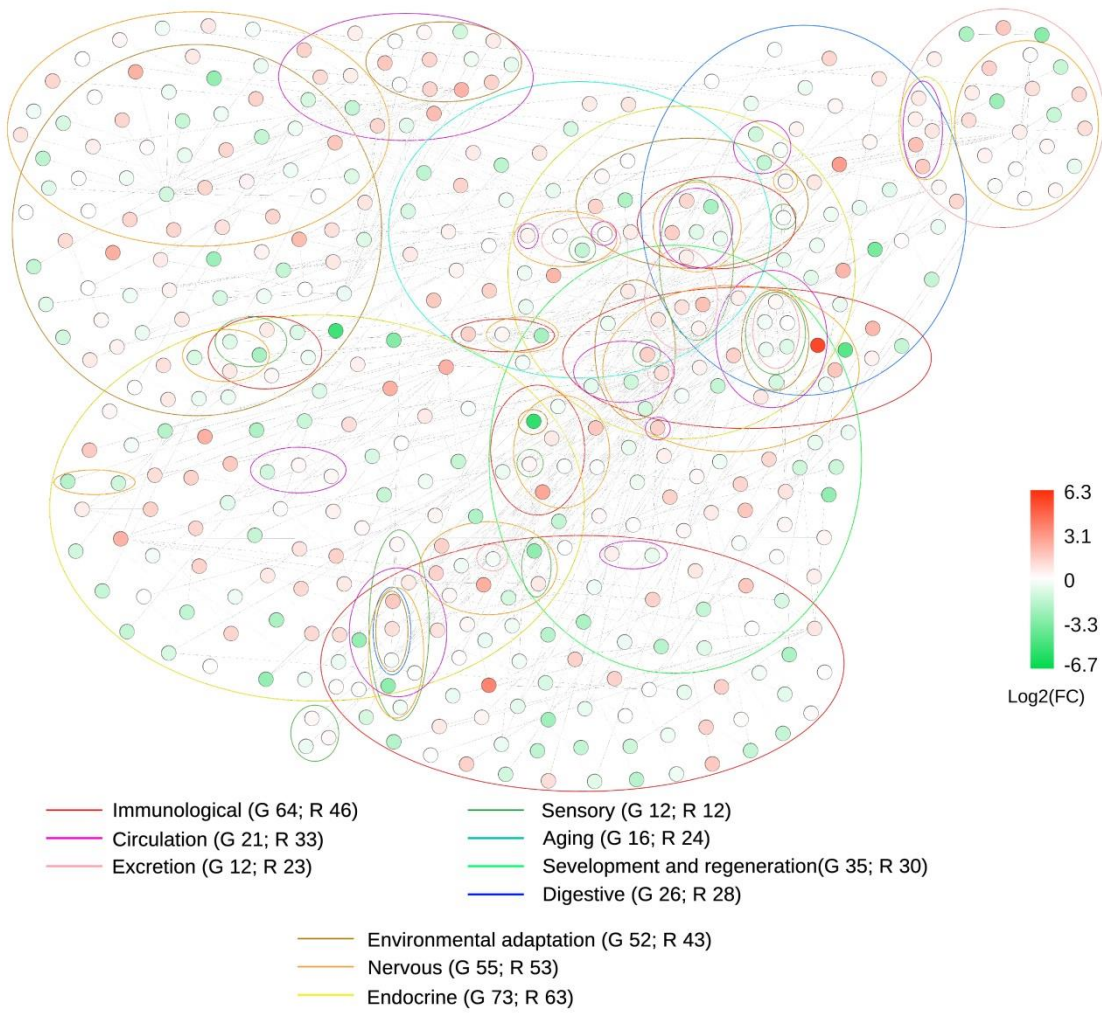 6.3
3.1
0
-3.3
-6.7
Log2(FC)
Immunological (G 64; R 46)
Circulation (G 21; R 33)
Excretion (G 12; R 23)
Sensory (G 12; R 12)
Aging (G 16; R 24)
Sevelopment and regeneration(G 35; R 30)
Digestive (G 26; R 28)
Environmental adaptation (G 52; R 43)
Nervous (G 55; R 53)
Endocrine (G 73; R 63)